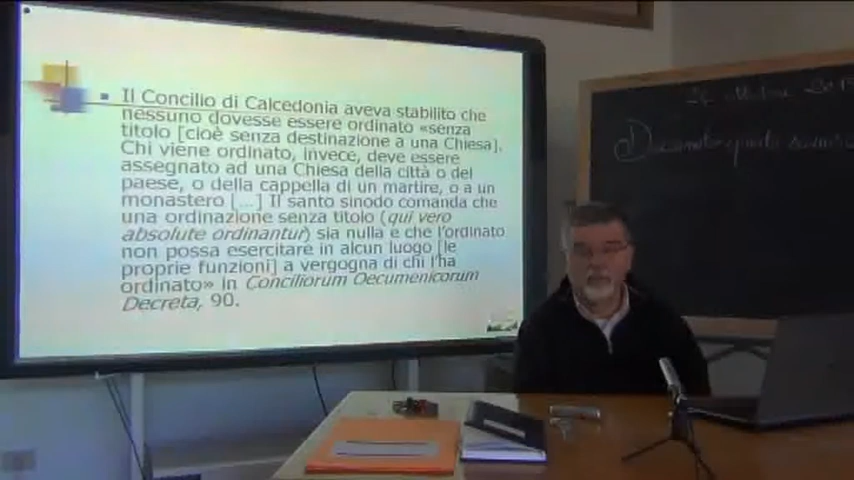 Il Concilio di Calcedonia aveva stabilito che
nessuno dovesse essere ordinato «senza
titolo [cioè senza destinazione a una Chiesa].
Chi viene ordinato, invece, deve essere
assegnato ad una Chiesa della città o del
paese, o della cappella di un martire, o a un
monastero […] Il santo sinodo comanda che
una ordinazione senza titolo (qui vero
absolute ordinantur) sia nulla e che l'ordinato
non possa esercitare in alcun luogo [le
proprie funzioni] a vergogna di chi l'ha
ordinato» in Conciliorum Oecumenicorum
Decreta, 90.